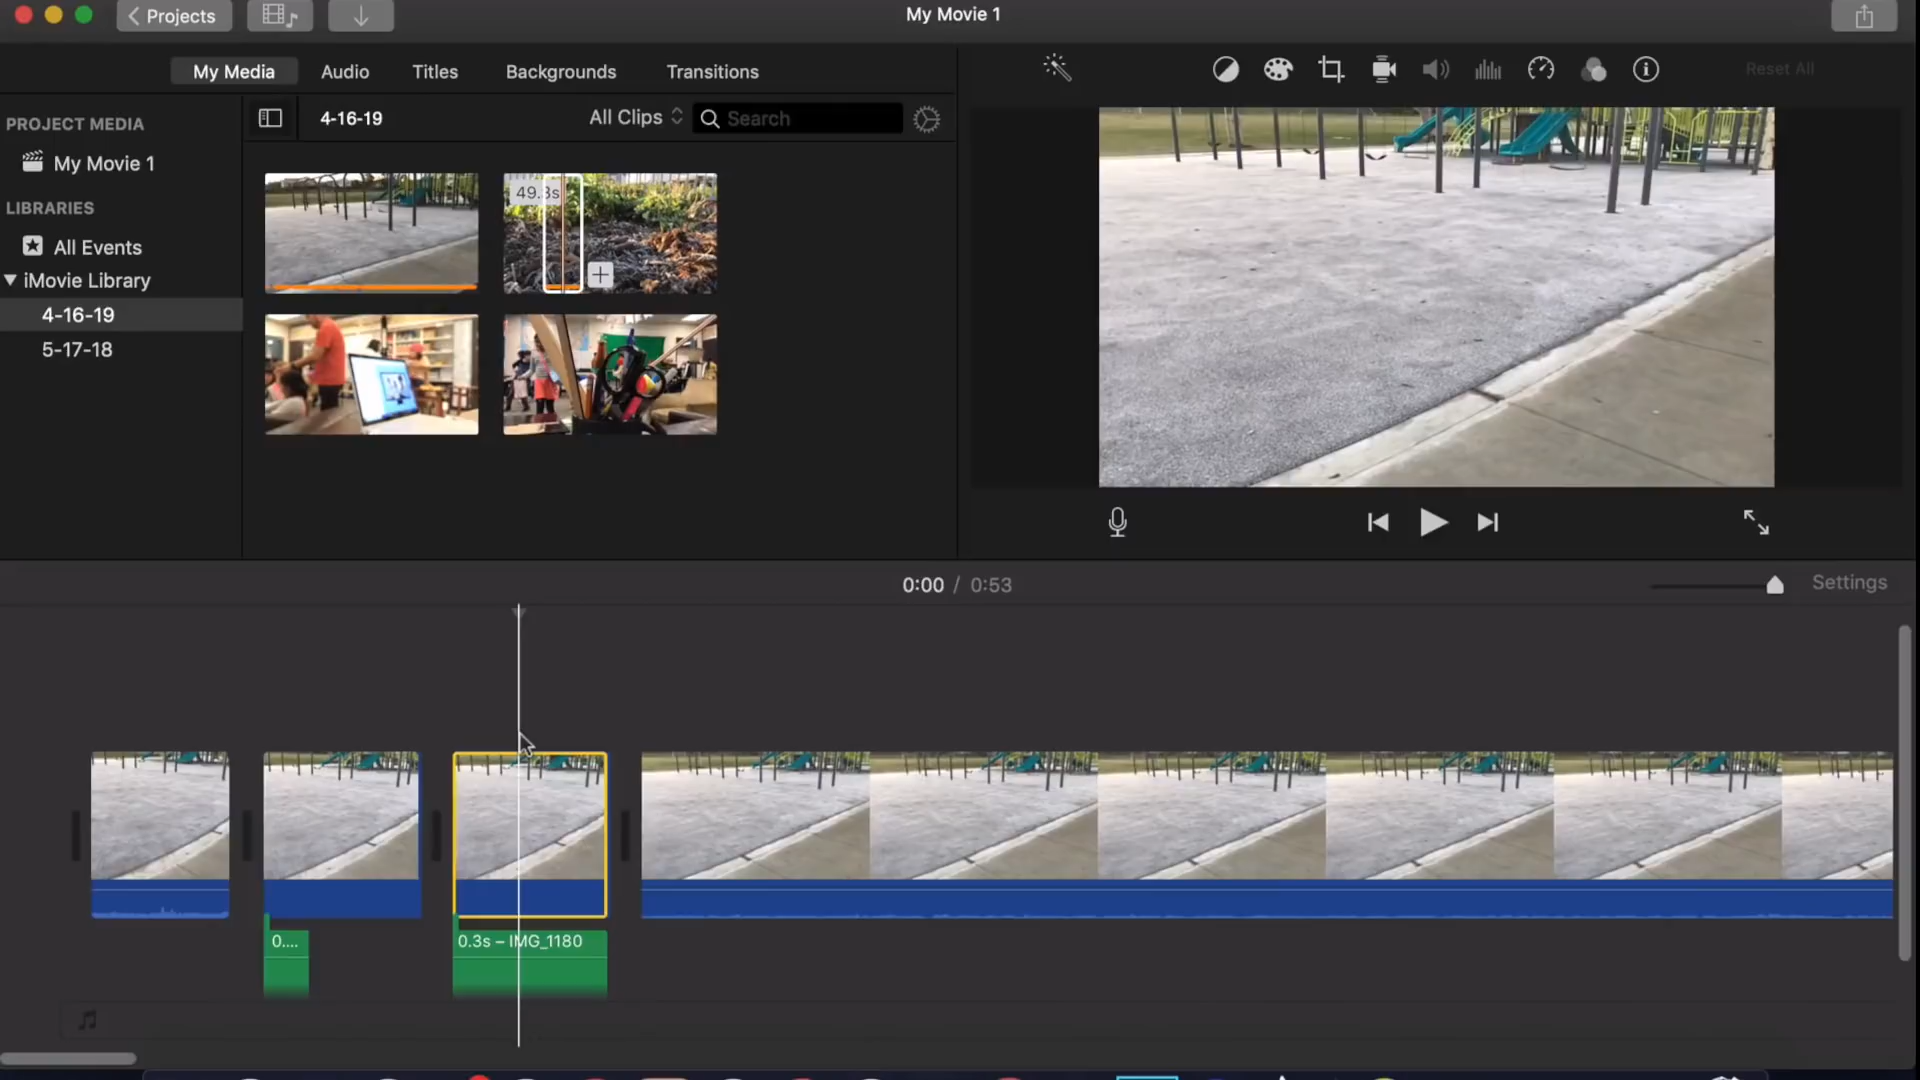 Projects
My Movie 1
My Media
Audio
Titles
Backgrounds
Transitions
Reset All
PROJECT MEDIA
My Movie 1
LIBRARIES
All Events
iMovie Library
4-16-19
5-17-18
4-16-19
All Clips
Search
49.3s
0:00 / 0:53
Settings
0....
0.3s – IMG_1180